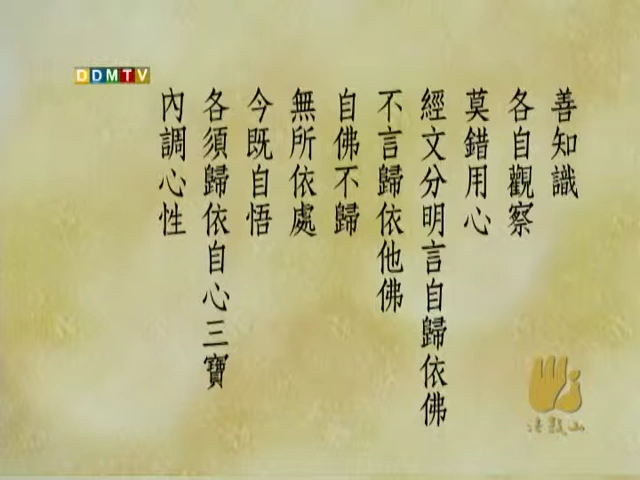 DDMTV
善知識
各自觀察
莫錯用心
經文分明言自歸依佛
不言歸依他佛
自佛不歸
無所依處
今既自悟
各須歸依自心三寶
內調心性
法鼓山